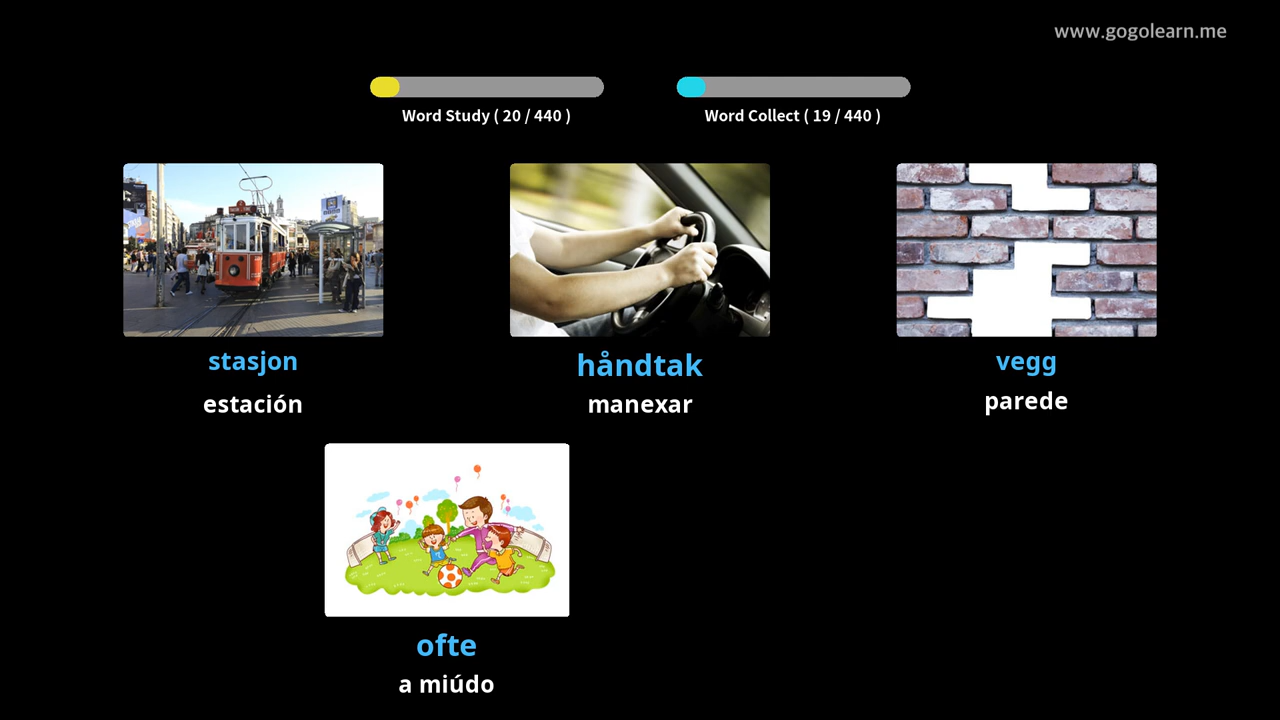 www.gogolearn.me
Word Study ( 20 / 440 )
Word Collect ( 19 / 440 )
stasjon
håndtak
vegg
estación
manexar
parede
ofte
a miúdo